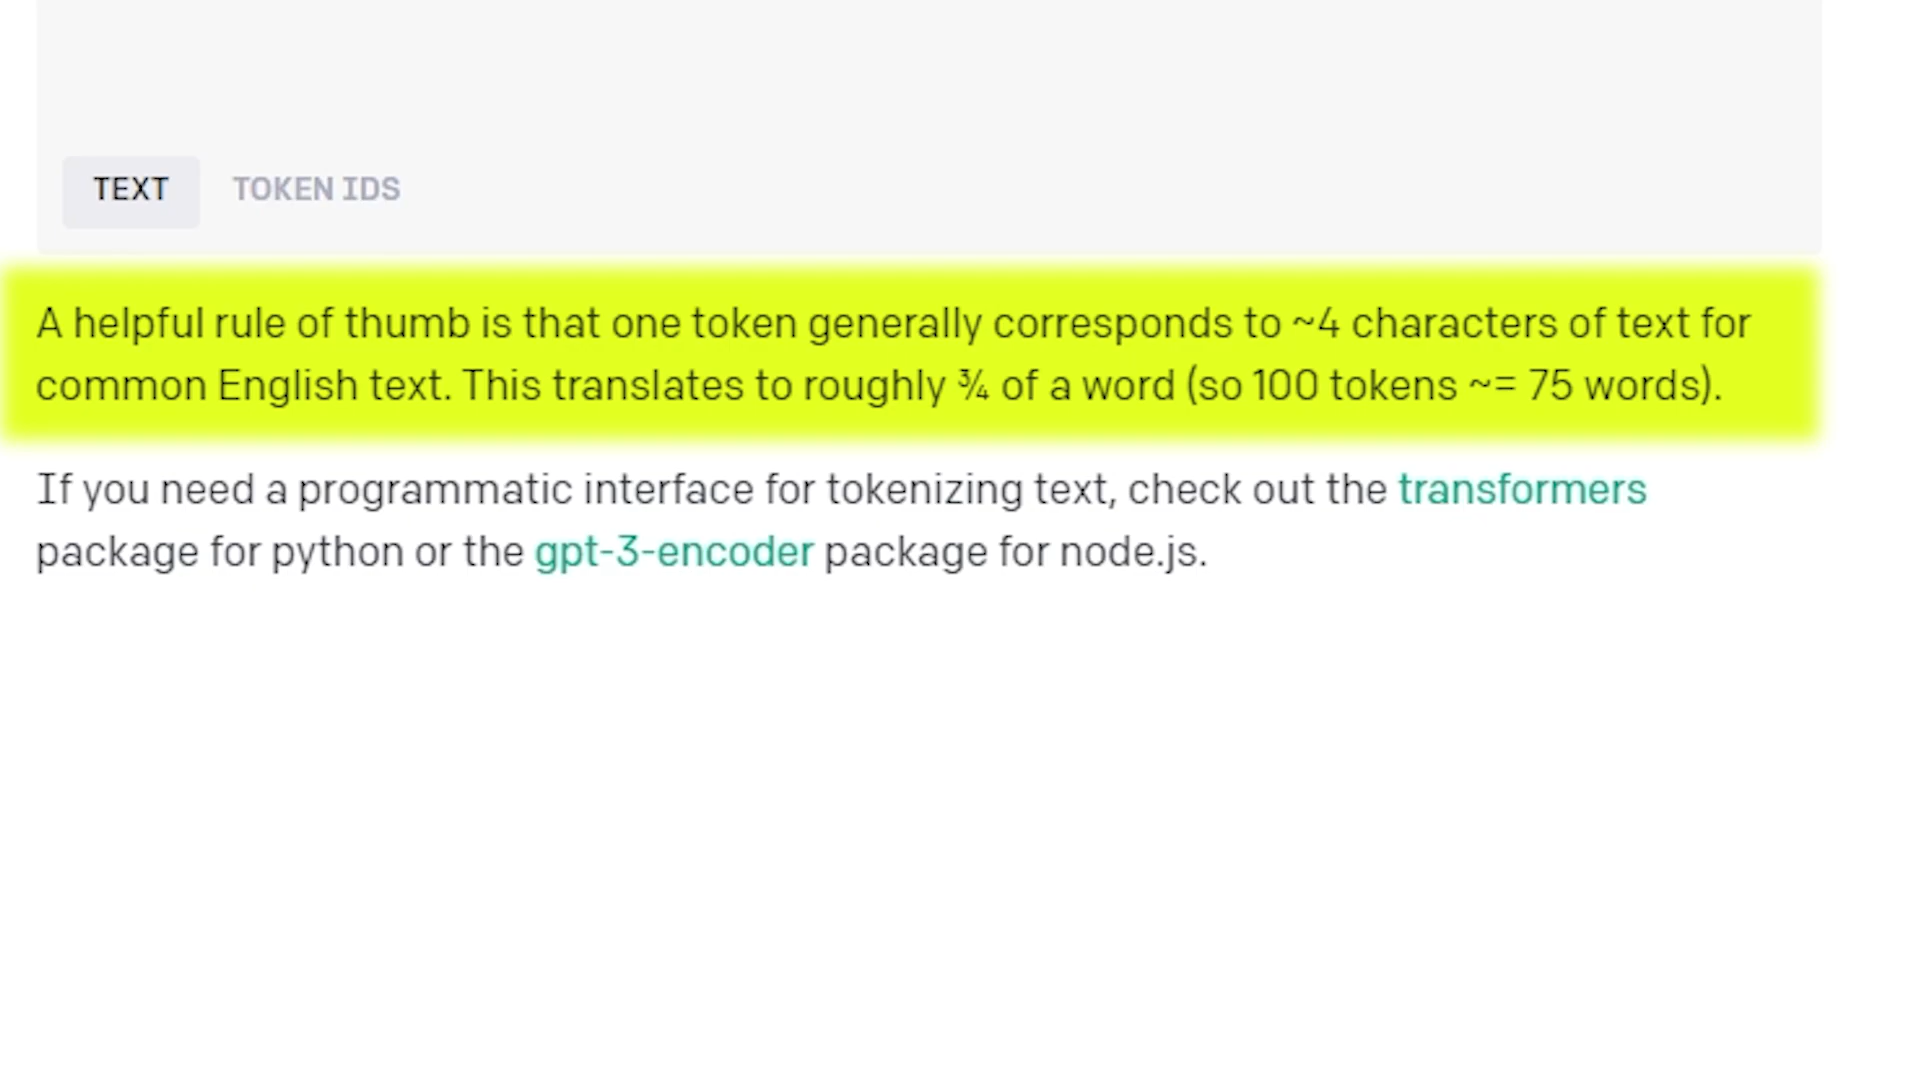 TEXT TOKEN IDS
A helpful rule of thumb is that one token generally corresponds to ~4 characters of text for
common English text. This translates to roughly ¾ of a word (so 100 tokens ~= 75 words).
If you need a programmatic interface for tokenizing text, check out the transformers
package for python or the gpt-3-encoder package for node.js.